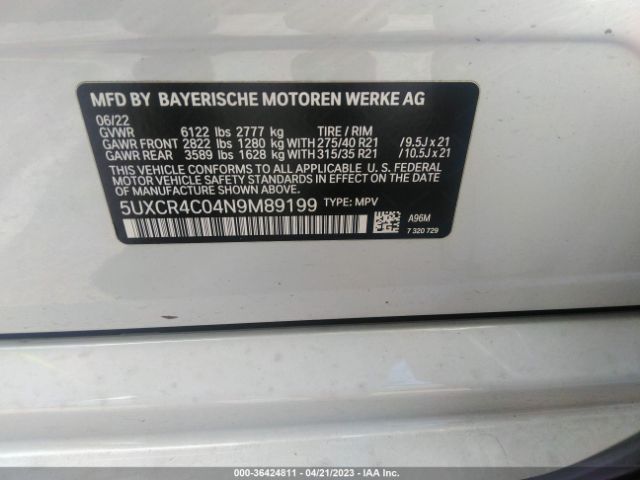 MFD BY BAYERISCHE MOTOREN WERKE AG
06/22
GVWR 6122 lbs 2777 kg TIRE / RIM
GAWR FRONT 2822 lbs 1280 kg WITH 275/40 R21 / 9.5J x 21
GAWR REAR 3589 lbs 1628 kg WITH 315/35 R21 / 10.5J x 21
THIS VEHICLE CONFORMS TO ALL APPLICABLE U. S. FEDERAL
MOTOR VEHICLE SAFETY STANDARDS IN EFFECT ON THE DATE OF
MANUFACTURE SHOWN ABOVE.
5UXCR4C04N9M89199 TYPE: MPV
A96M
7 320 729
000-36424811 - 04/21/2023 - IAA Inc.